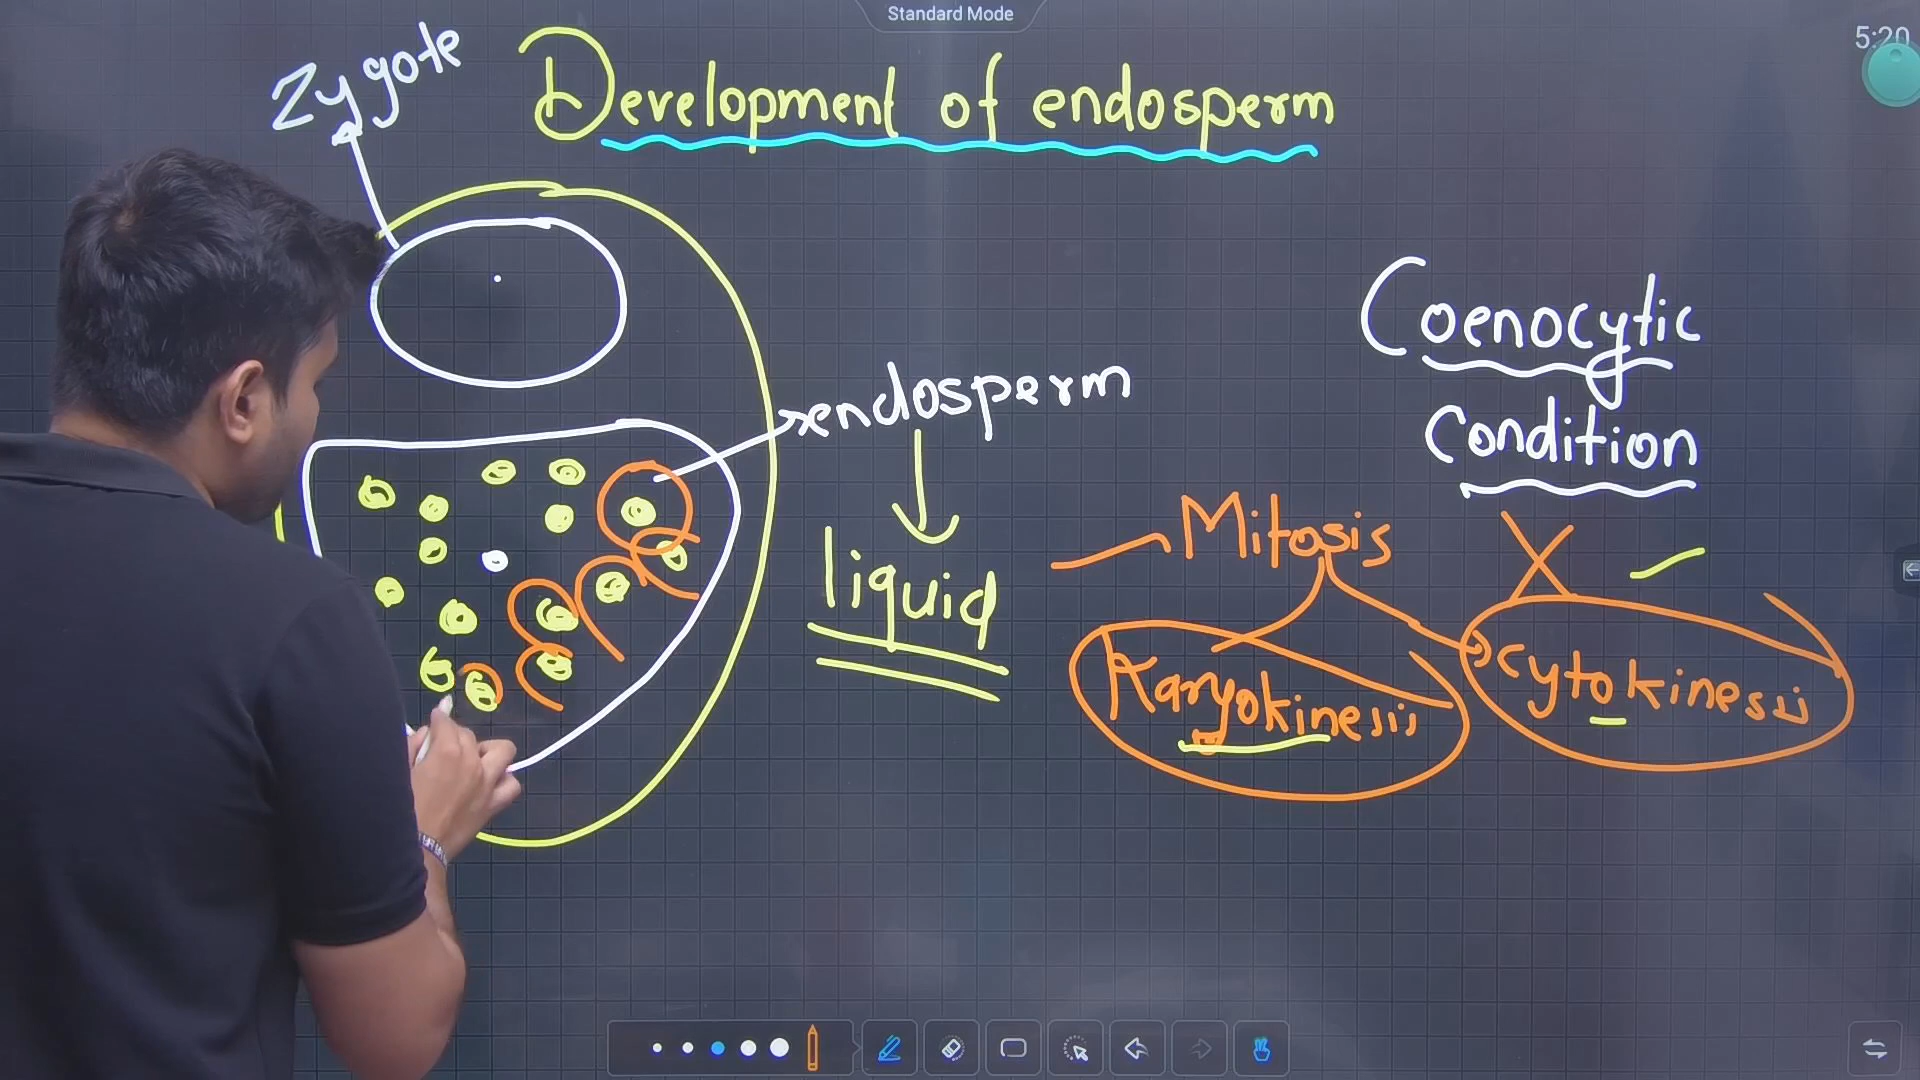 Standard Mode
5:20
Zygote
Development of endosperm
Coenocytic
Condition
endosperm
liquid
Mitosis
Karyokinesis
Cytokinesis